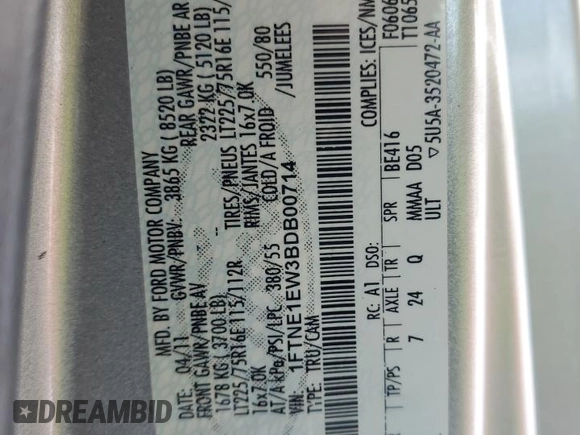 MFD. BY FORD MOTOR COMPANY
DATE: 04/11 GVWR/PNBV: 3865 KG ( 8520 LB)
FRONT GAWR/PNBE AV REAR GAWR/PNBE AR
1678 KG ( 3700 LB) 2322 KG ( 5120 LB)
LT225/75R16E 115/112R TIRES/PNEUS LT225/75R16E 115/
16x7.0K RIMS/JANTES 16x7.0K
AT/A kPa/PSI/LPC 380/55 COLD/A FROID 550/80
VIN: 1FTNE1EW3BDB00714 /JUMELEES
TYPE: TRU/CAM
COMPLIES: ICES/NM
F0606
T1065
RC: A1 DSO:
TP/PS R AXLE TR SPR BE416
7 24 Q MMAA D05
ULT ▽5U5A-3520472-AA
DREAMBID